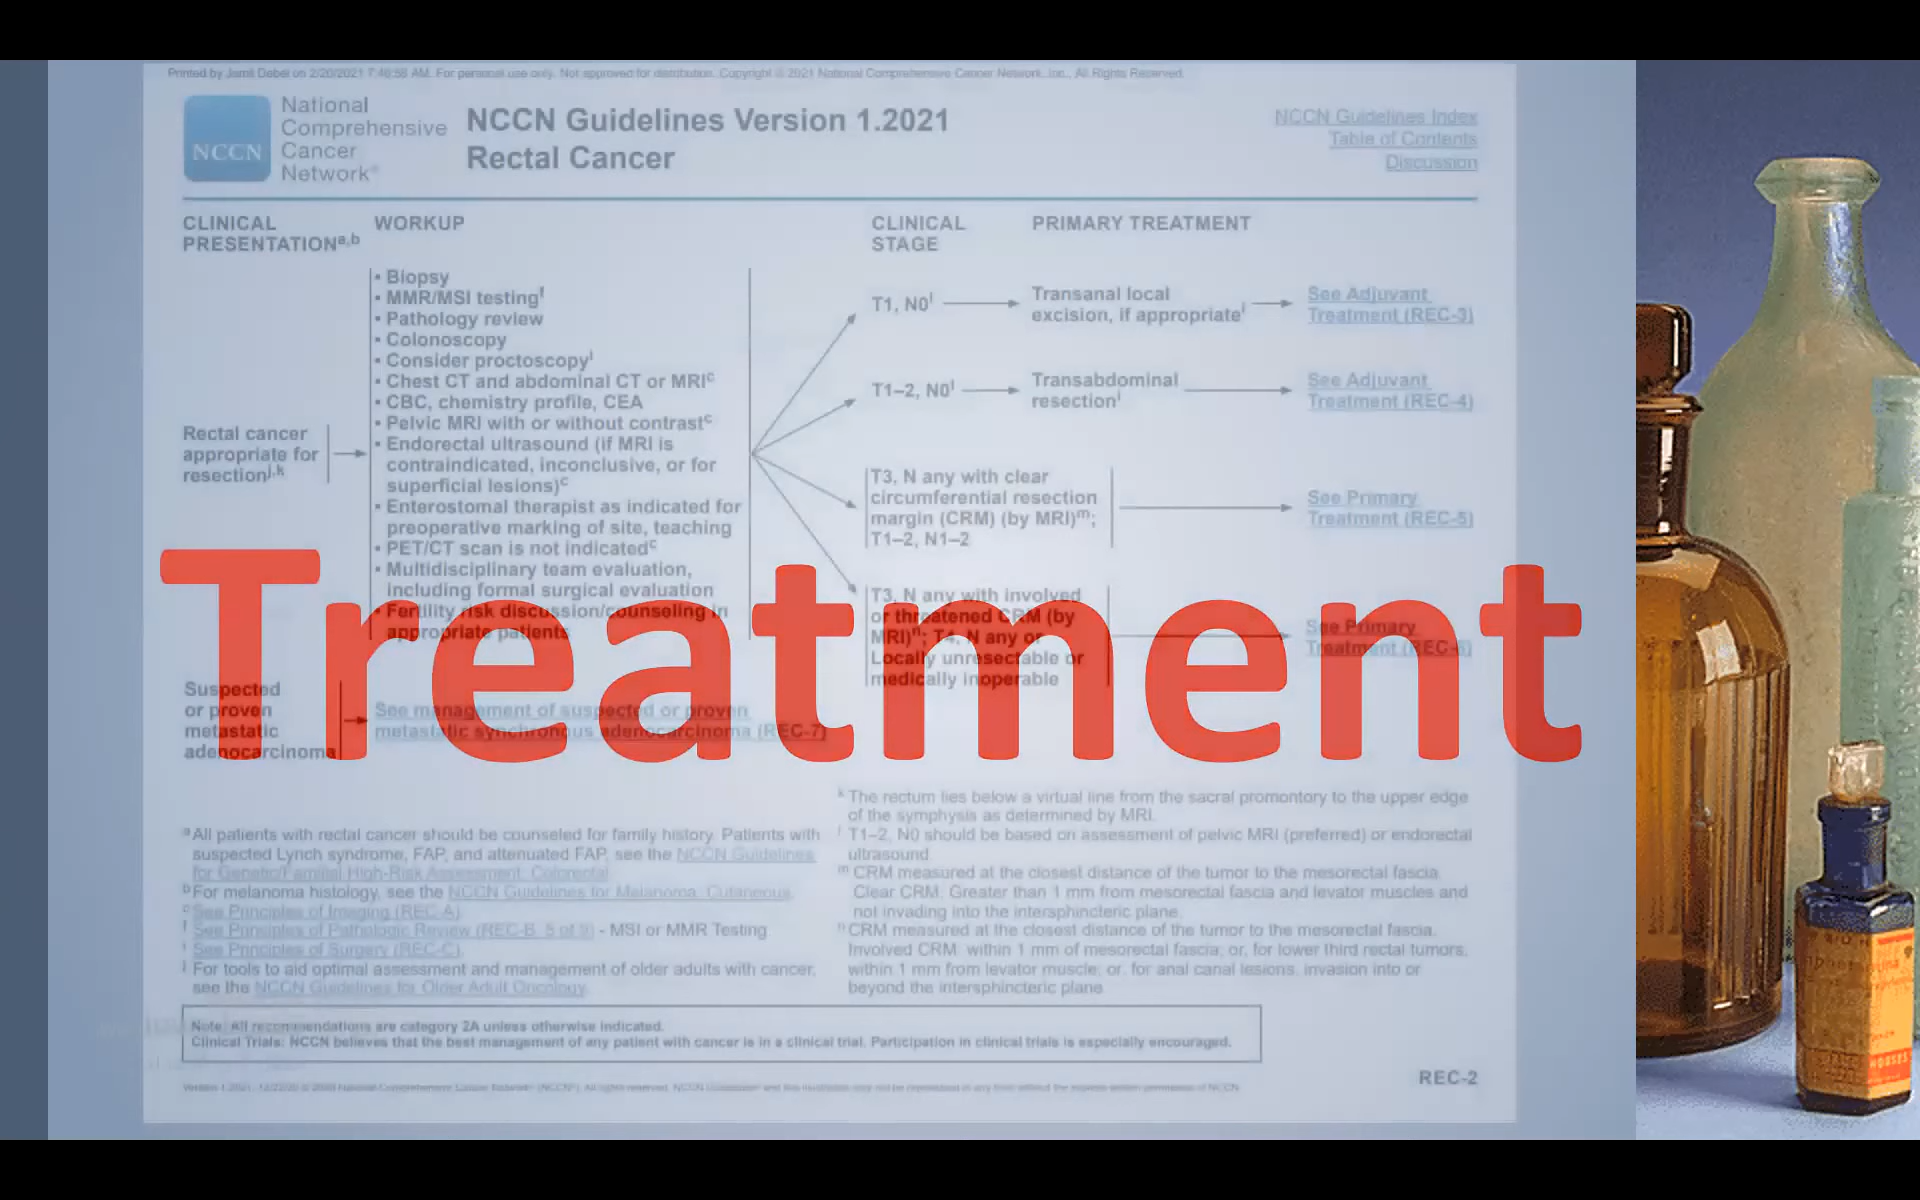 Printed by Jamil Debel on 2/20/2021 7:46:58 AM. For personal use only. Not approved for distribution. Copyright © 2021 National Comprehensive Cancer Network, Inc., All Rights Reserved.
NCCN
National
Comprehensive
Cancer
Network®
NCCN Guidelines Version 1.2021
Rectal Cancer
NCCN Guidelines Index
Table of Contents
Discussion
CLINICAL
PRESENTATIONa,b
WORKUP
CLINICAL
STAGE
PRIMARY TREATMENT
Rectal cancer
appropriate for
resectionj,k
• Biopsy
• MMR/MSI testingf
• Pathology review
• Colonoscopy
• Consider proctoscopyi
• Chest CT and abdominal CT or MRIc
• CBC, chemistry profile, CEA
• Pelvic MRI with or without contrastc
• Endorectal ultrasound (if MRI is
contraindicated, inconclusive, or for
superficial lesions)c
• Enterostomal therapist as indicated for
preoperative marking of site, teaching
• PET/CT scan is not indicatedc
• Multidisciplinary team evaluation,
including formal surgical evaluation
• Fertility risk discussion/counseling in
appropriate patients
T1, N0l
Transanal local
excision, if appropriatei
See Adjuvant
Treatment (REC-3)
T1–2, N0l
Transabdominal
resectioni
See Adjuvant
Treatment (REC-4)
T3, N any with clear
circumferential resection
margin (CRM) (by MRI)m;
T1–2, N1–2
See Primary
Treatment (REC-5)
T3, N any with involved
or threatened CRM (by
MRI)n; T4, N any or
Locally unresectable or
medically inoperable
See Primary
Treatment (REC-6)
Treatment
Suspected
or proven
metastatic
adenocarcinoma
See management of suspected or proven
metastatic synchronous adenocarcinoma (REC-7)
a All patients with rectal cancer should be counseled for family history. Patients with
suspected Lynch syndrome, FAP, and attenuated FAP, see the NCCN Guidelines
for Genetic/Familial High-Risk Assessment: Colorectal.
b For melanoma histology, see the NCCN Guidelines for Melanoma: Cutaneous.
c See Principles of Imaging (REC-A).
f See Principles of Pathologic Review (REC-B, 5 of 9) - MSI or MMR Testing
i See Principles of Surgery (REC-C).
j For tools to aid optimal assessment and management of older adults with cancer,
see the NCCN Guidelines for Older Adult Oncology.
k The rectum lies below a virtual line from the sacral promontory to the upper edge
of the symphysis as determined by MRI.
l T1–2, N0 should be based on assessment of pelvic MRI (preferred) or endorectal
ultrasound.
m CRM measured at the closest distance of the tumor to the mesorectal fascia.
Clear CRM: Greater than 1 mm from mesorectal fascia and levator muscles and
not invading into the intersphincteric plane.
n CRM measured at the closest distance of the tumor to the mesorectal fascia.
Involved CRM: within 1 mm of mesorectal fascia; or, for lower third rectal tumors,
within 1 mm from levator muscle; or, for anal canal lesions, invasion into or
beyond the intersphincteric plane
Note: All recommendations are category 2A unless otherwise indicated.
Clinical Trials: NCCN believes that the best management of any patient with cancer is in a clinical trial. Participation in clinical trials is especially encouraged.
REC-2
HOUSES